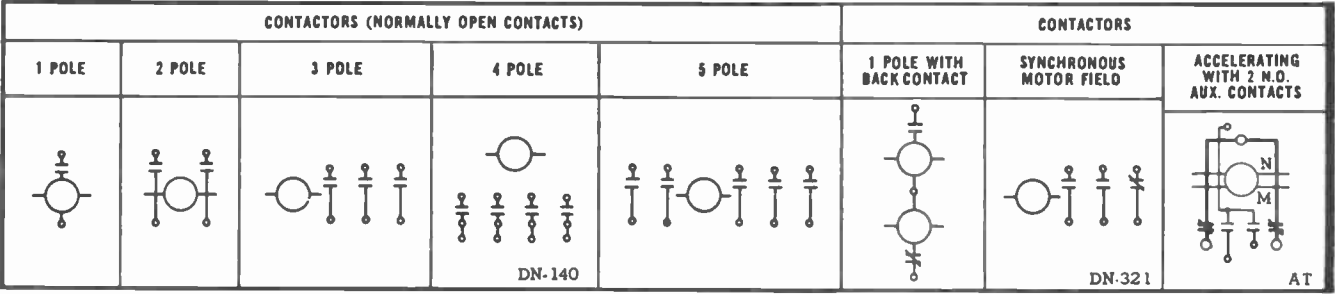 CONTACTORS (NORMALLY OPEN CONTACTS)
CONTACTORS
1 POLE
2 POLE
3 POLE
4 POLE
5 POLE
1 POLE WITH
BACK CONTACT
SYNCHRONOUS
MOTOR FIELD
ACCELERATING
WITH 2 N.O.
AUX. CONTACTS
N
M
DN-140
DN-321
AT